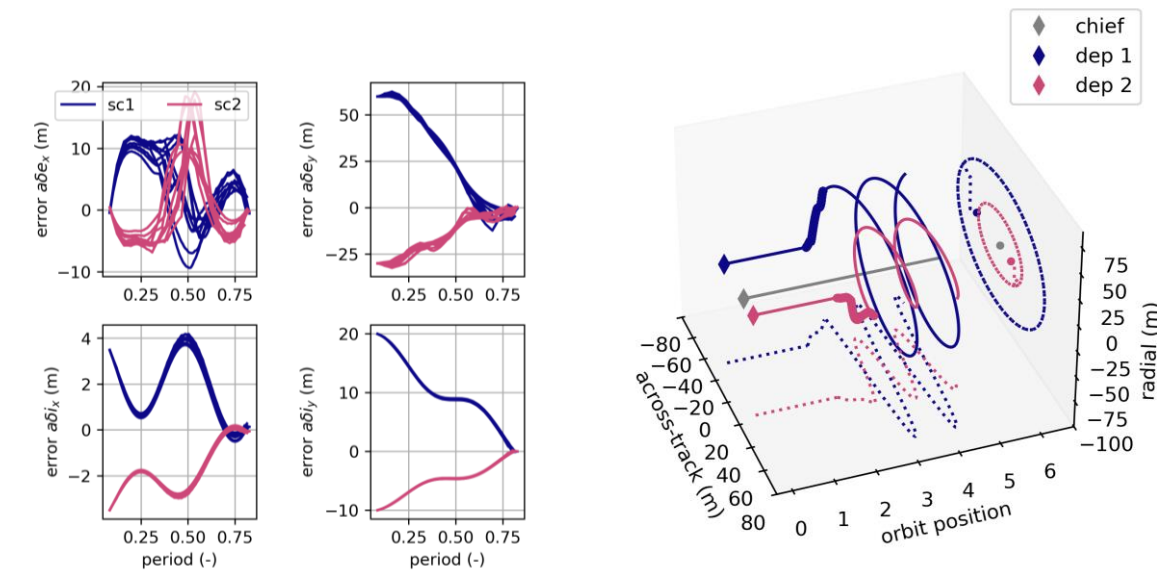 chief
dep 1
dep 2
20
10
0
−10
error aδeₓ (m)
sc1
sc2
0.25 0.50 0.75
50
25
0
−25
error aδe_y (m)
0.25 0.50 0.75
4
2
0
−2
error aδiₓ (m)
0.25 0.50 0.75
period (-)
20
10
0
−10
error aδi_y (m)
0.25 0.50 0.75
period (-)
−80
−60
−40
−20
0
20
40
60
80
across-track (m)
0 1 2 3 4 5 6
orbit position
75
50
25
0
−25
−50
−75
−100
radial (m)